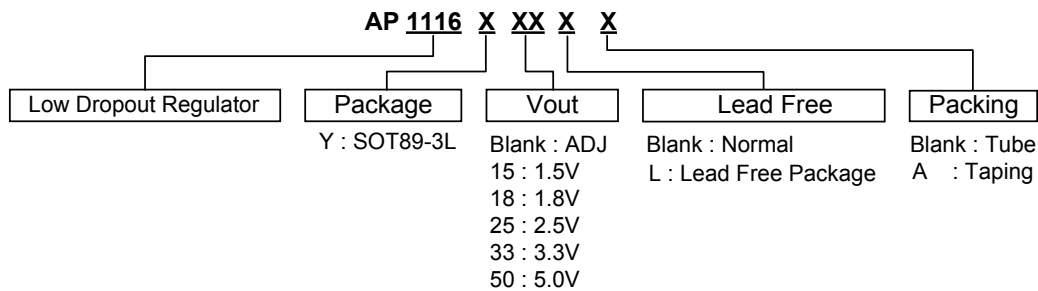 AP 1116 X XX X X
Low Dropout Regulator Package Vout Lead Free Packing
Y : SOT89-3L
Blank : ADJ
15 : 1.5V
18 : 1.8V
25 : 2.5V
33 : 3.3V
50 : 5.0V
Blank : Normal
L : Lead Free Package
Blank : Tube
A : Taping